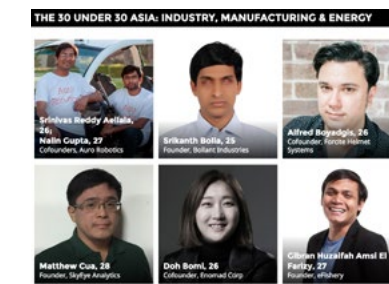 THE 30 UNDER 30 ASIA: INDUSTRY, MANUFACTURING & ENERGY
Srinivas Reddy Aellala,
26;
Nalin Gupta, 27
Cofounders, Auro Robotics
Srikanth Bolla, 25
Founder, Bollant Industries
Alfred Boyadgis, 26
Cofounder, Forcite Helmet
Systems
Matthew Cua, 28
Founder, SkyEye Analytics
Doh Bomi, 26
Cofounder, Enomad Corp
Gibran Huzaifah Amsi El
Farizy, 27
Founder, eFishery